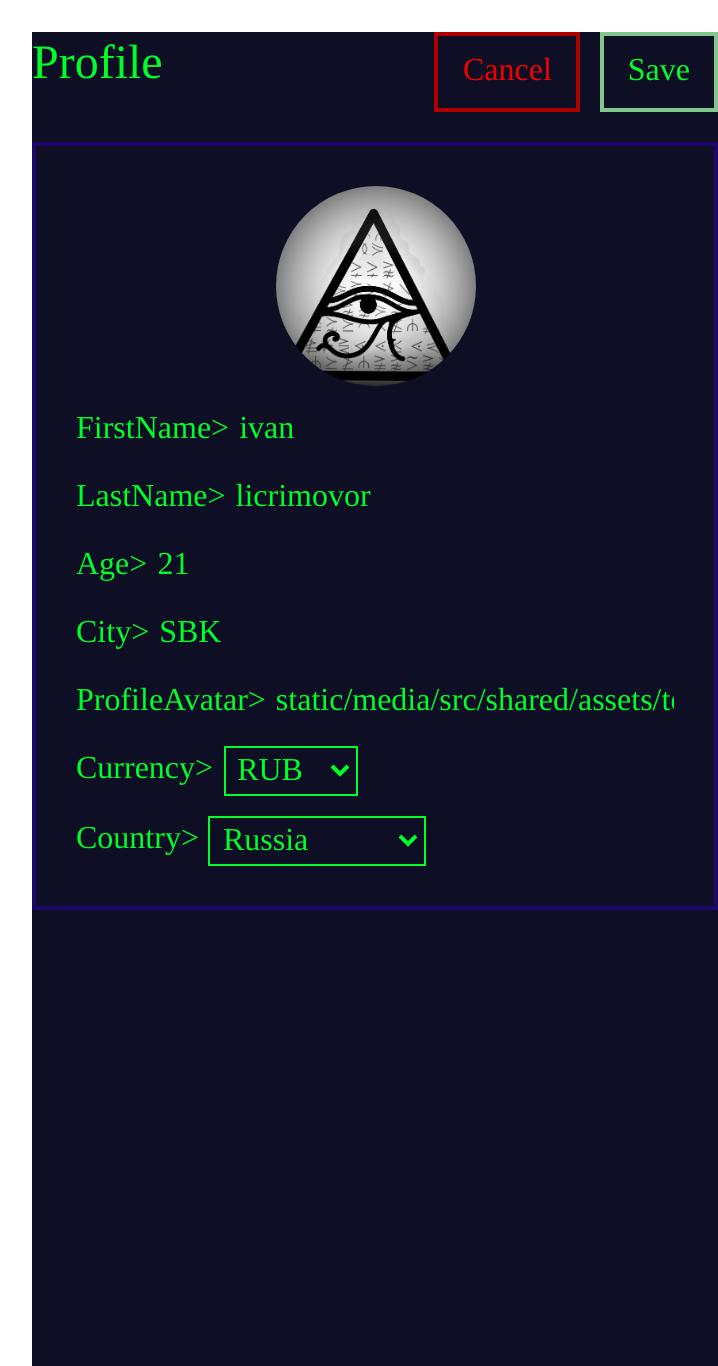 Profile
Cancel
Save
FirstName> ivan
LastName> licrimovor
Age> 21
City> SBK
ProfileAvatar> static/media/src/shared/assets/te
Currency> RUB
Country> Russia